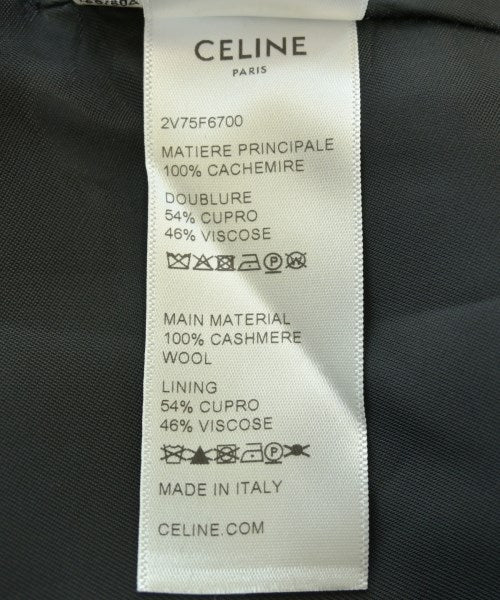 CELINE
PARIS
2V75F6700
MATIERE PRINCIPALE
100% CACHEMIRE
DOUBLURE
54% CUPRO
46% VISCOSE
MAIN MATERIAL
100% CASHMERE
WOOL
LINING
54% CUPRO
46% VISCOSE
MADE IN ITALY
CELINE.COM